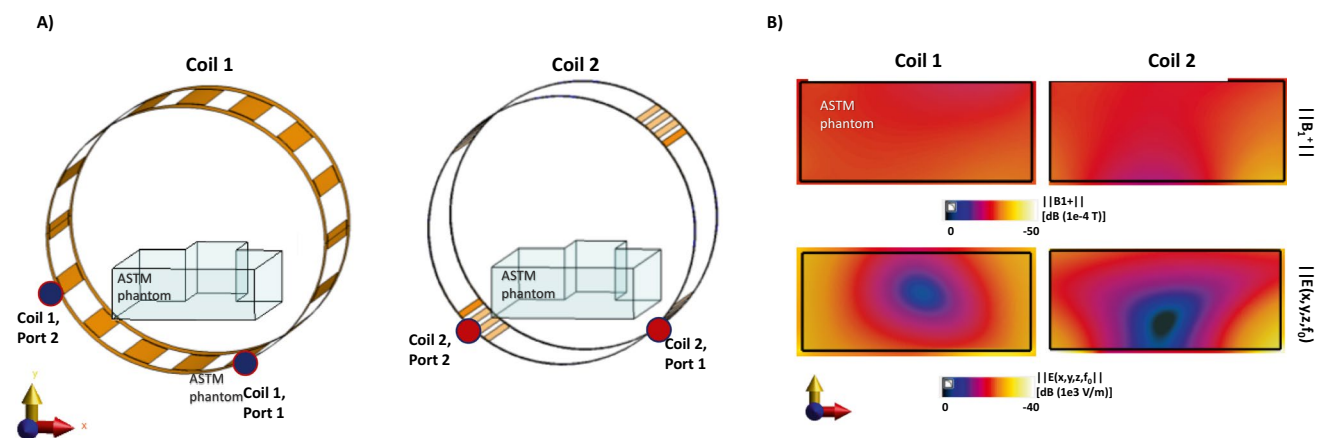 A)
Coil 1
ASTM
phantom
Coil 1,
Port 2
ASTM
phantom
Coil 1,
Port 1
y
x
Coil 2
ASTM
phantom
Coil 2,
Port 2
Coil 2,
Port 1
B)
Coil 1
Coil 2
ASTM
phantom
||B₁⁺||
||B1+||
[dB (1e-4 T)]
0
-50
||E(x,y,z,f₀)
||E(x,y,z,f₀||
[dB (1e3 V/m)]
0
-40